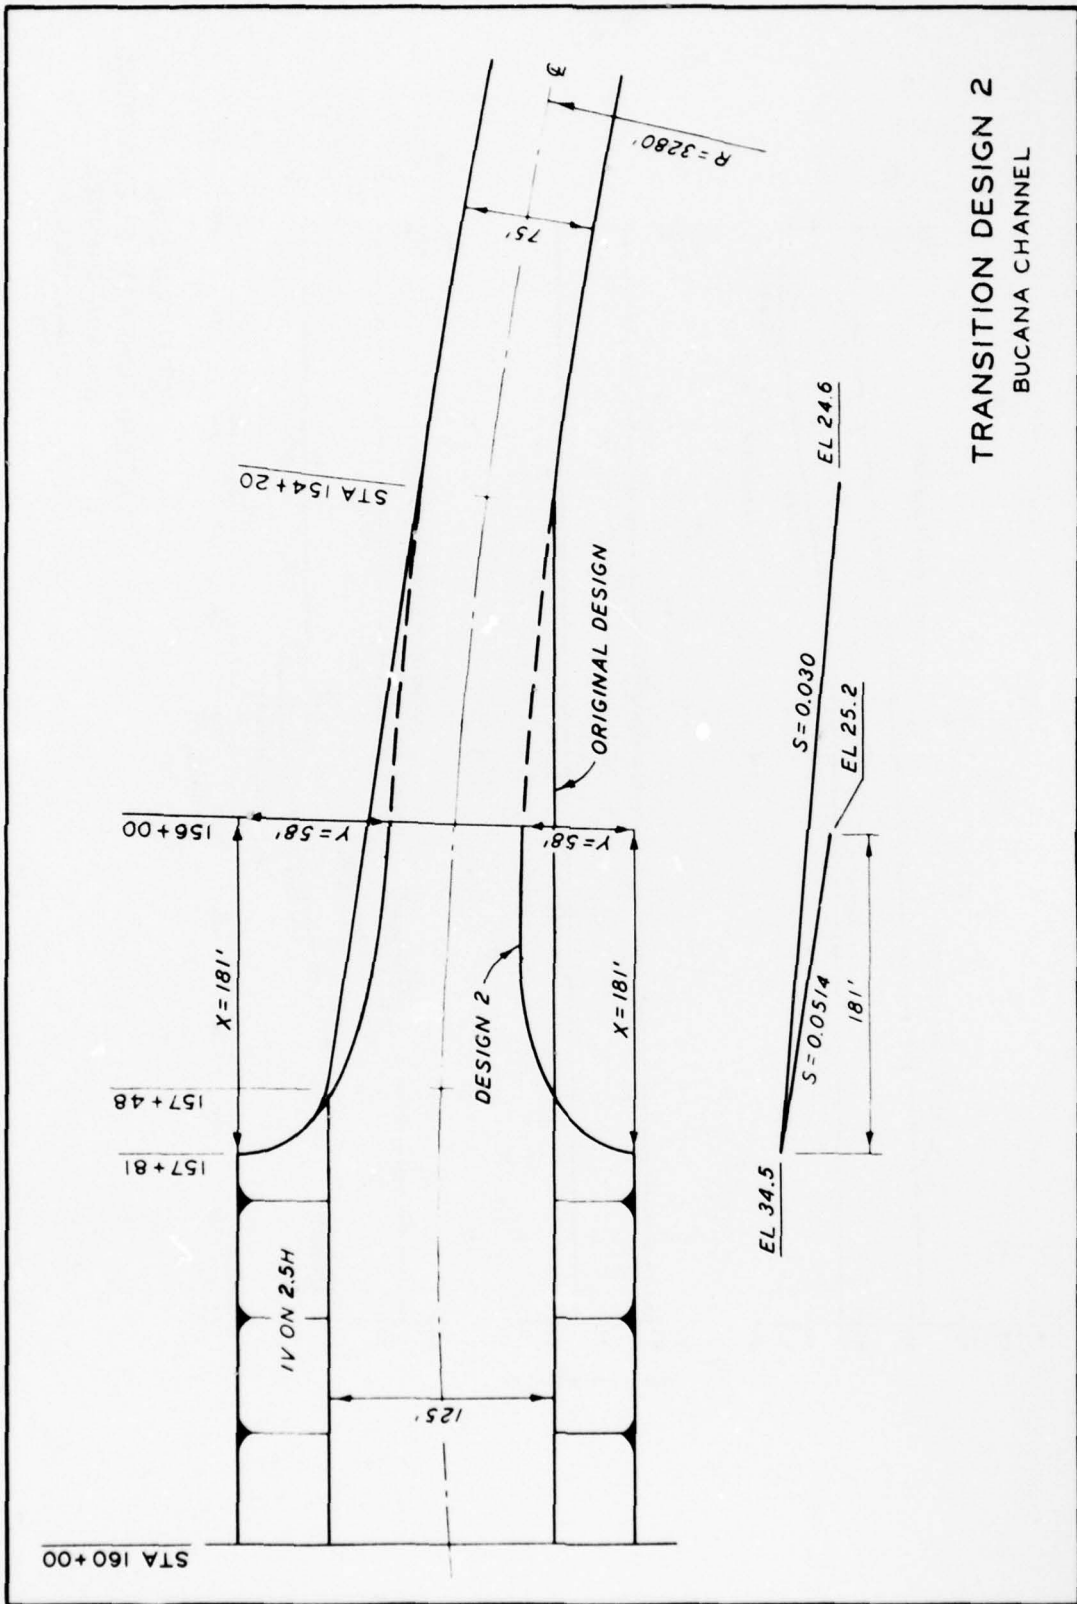 STA 160+00
157+81
157+48
156+00
STA 154+20
X=181'
Y=58'
1V ON 2.5H
125'
DESIGN 2
ORIGINAL DESIGN
Y=58'
X=181'
75'
℄
R=3280'
EL 34.5
S=0.0514
181'
S=0.030
EL 25.2
EL 24.6
TRANSITION DESIGN 2
BUCANA CHANNEL